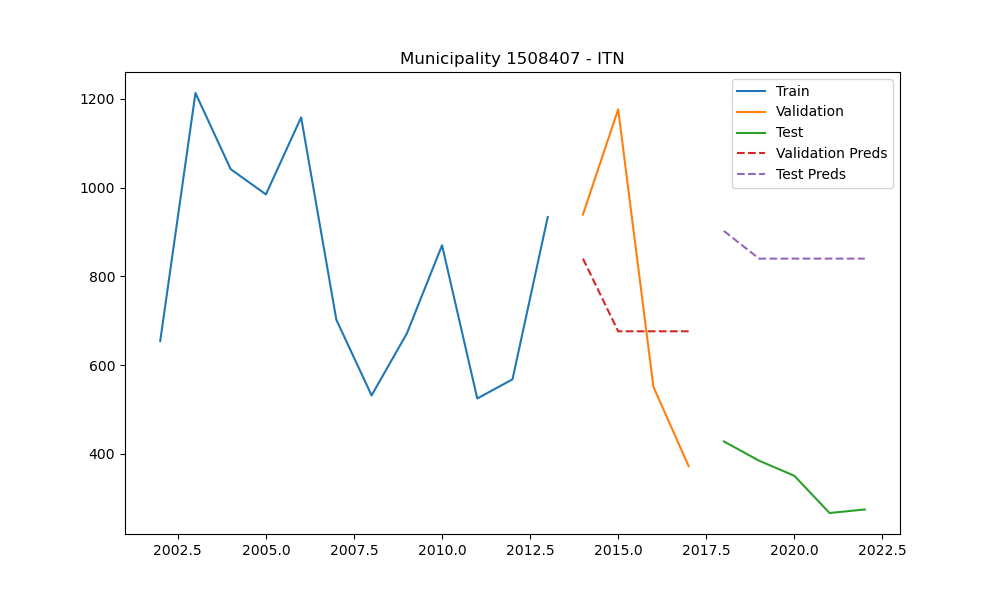 Municipality 1508407 - ITN
1200
1000
800
600
400
2002.5
2005.0
2007.5
2010.0
2012.5
2015.0
2017.5
2020.0
2022.5
Train
Validation
Test
Validation Preds
Test Preds